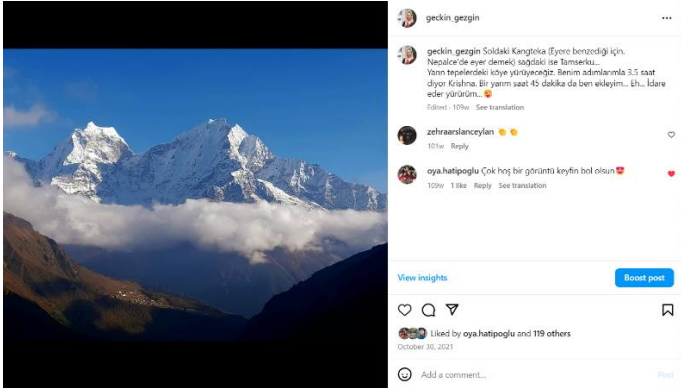 geckin_gezgin
geckin_gezgin Soldaki Kangteka (Eyere benzediği için.
Nepalce'de eyer demek) sağdaki ise Tamserku...
Yarın tepelerdeki köye yürüyeceğiz. Benim adımlarımla 3.5 saat
diyor Krishna. Bir yarım saat 45 dakika da ben ekleyim... Eh... İdare
eder yürürüm...🥵
Edited · 109w See translation
zehraarslanceylan 👏👏
101w Reply
oya.hatipoglu Çok hoş bir görüntü keyfin bol olsun😍
109w 1 like Reply See translation
View insights
Boost post
Liked by oya.hatipoglu and 119 others
October 30, 2021
Add a comment...
Post